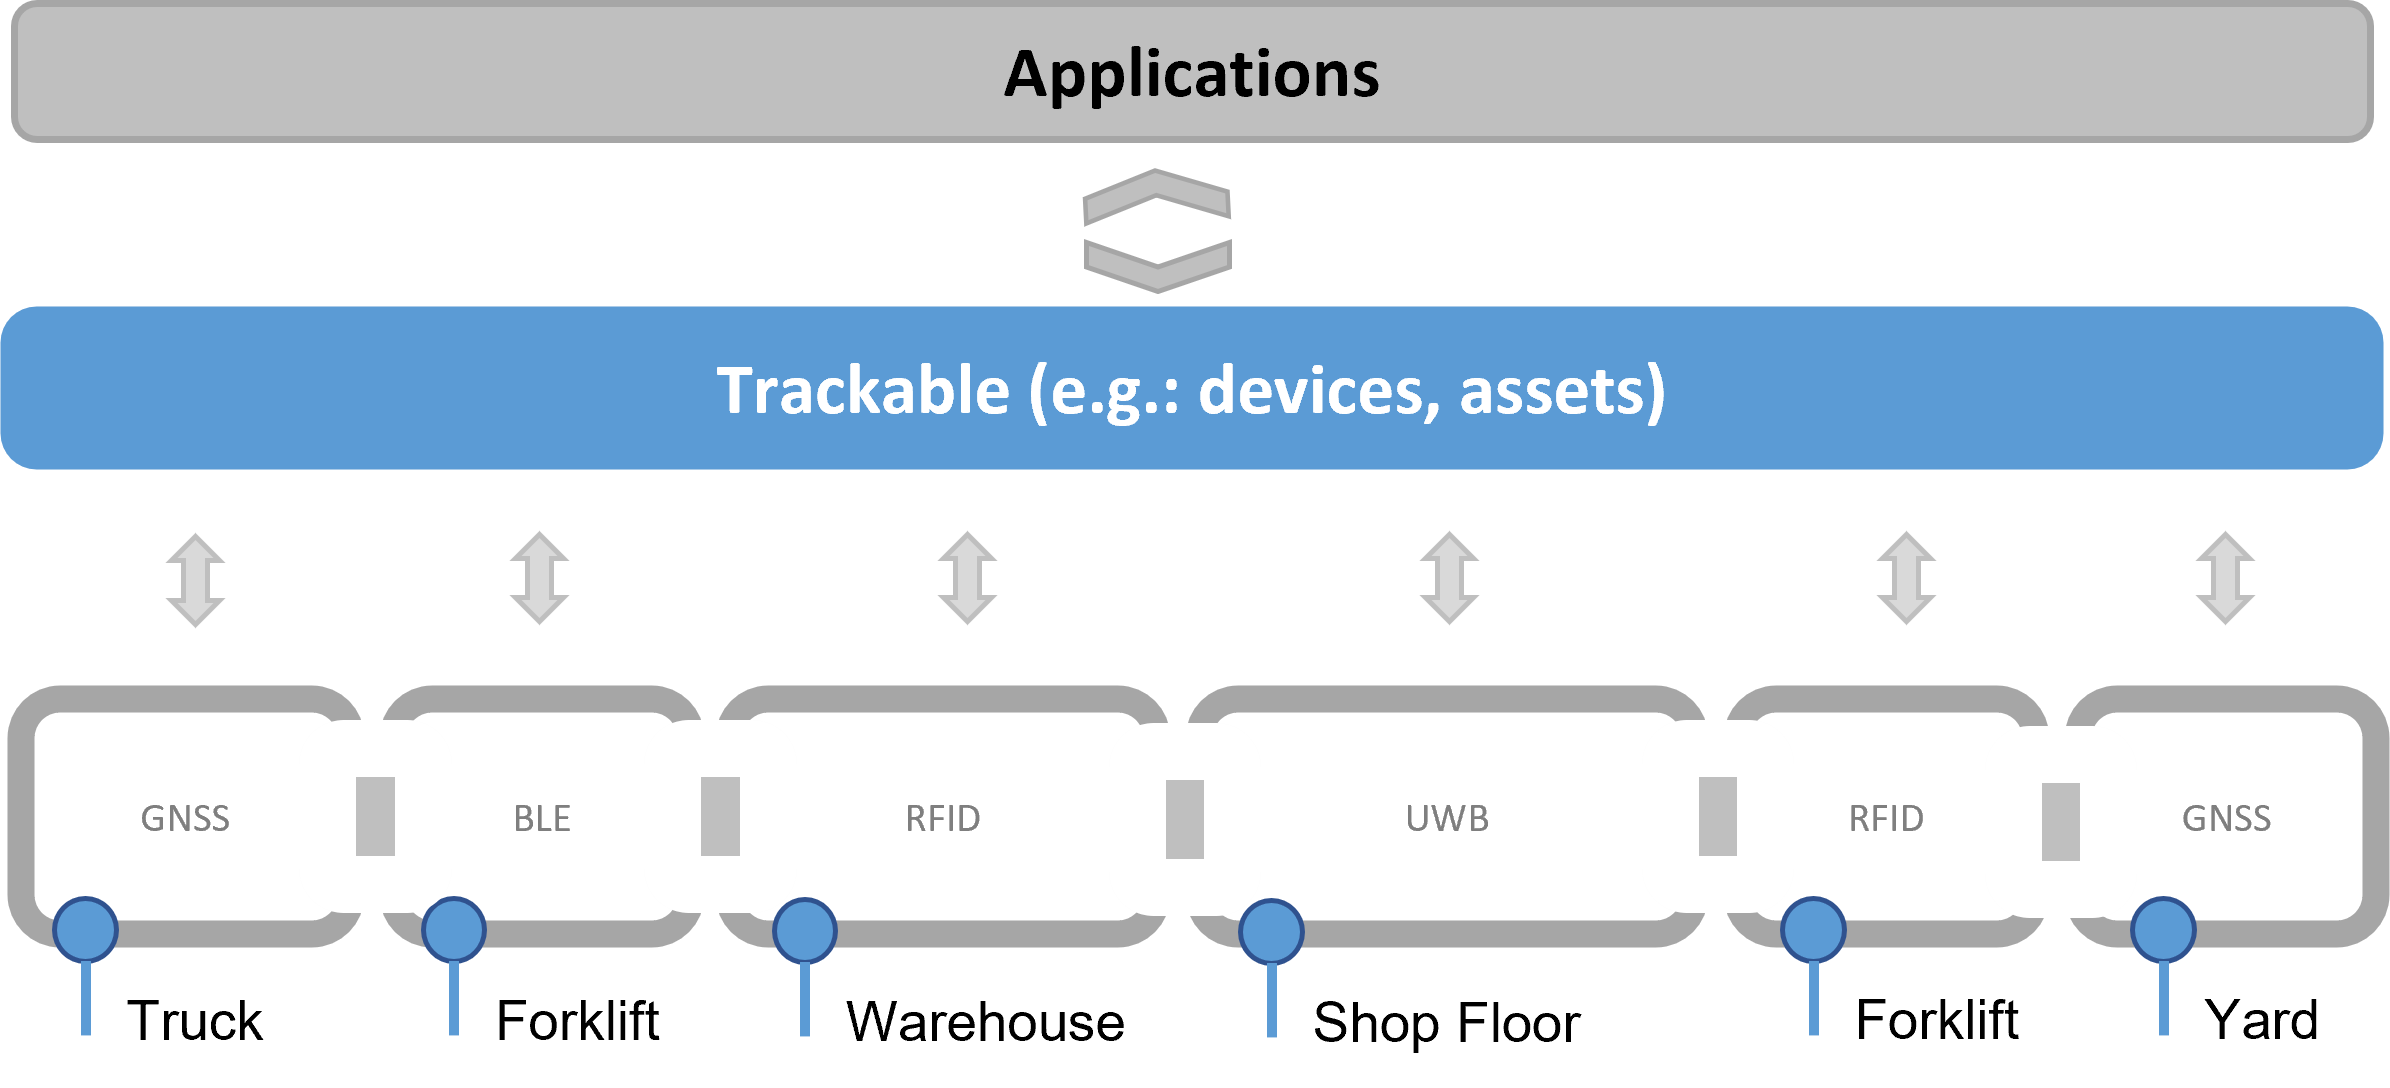 Applications
Trackable (e.g.: devices, assets)
GNSS
BLE
RFID
UWB
RFID
GNSS
Truck
Forklift
Warehouse
Shop Floor
Forklift
Yard